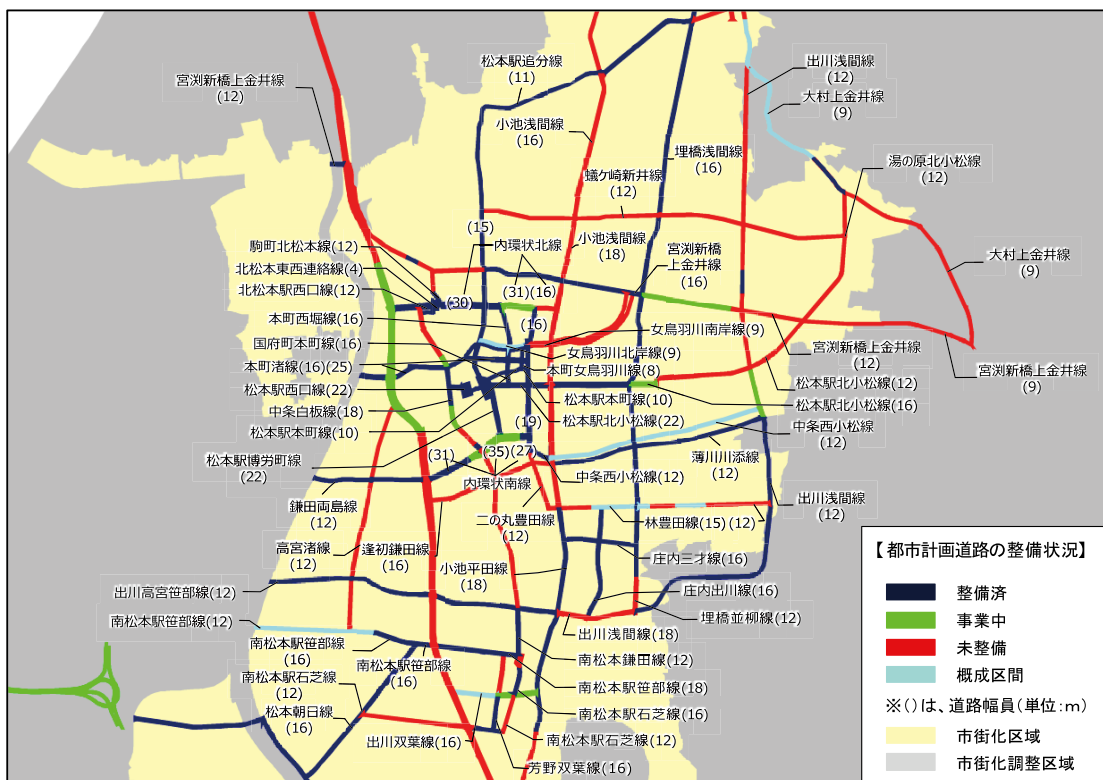 松本駅追分線
(11)
宮渕新橋上金井線
(12)
出川浅間線
(12)
大村上金井線
(9)
小池浅間線
(16)
埋橋浅間線
(16)
湯の原北小松線
(12)
蟻ケ崎新井線
(12)
(15)
内環状北線
小池浅間線
(18)
宮渕新橋
上金井線
(16)
大村上金井線
(9)
駒町北松本線(12)
北松本東西連絡線(4)
北松本駅西口線(12)
(30)
(31)(16)
(16)
本町西堀線(16)
国府町本町線(16)
本町渚線(16)(25)
松本駅西口線(22)
中条白板線(18)
松本駅本町線(10)
女鳥羽川南岸線(9)
女鳥羽川北岸線(9)
本町女鳥羽川線(8)
松本駅本町線(10)
松本駅北小松線(22)
宮渕新橋上金井線
(12)
宮渕新橋上金井線
(9)
松本駅北小松線(12)
松本駅北小松線(16)
中条西小松線
(12)
(19)
松本駅博労町線
(22)
(31)
(35)(27)
内環状南線
中条西小松線(12)
薄川川添線
(12)
出川浅間線
(12)
鎌田両島線
(12)
二の丸豊田線
(12)
林豊田線(15)
(12)
高宮渚線
(12)
逢初鎌田線
(16)
小池平田線
(18)
庄内三才線(16)
庄内出川線(16)
埋橋並柳線(12)
出川高宮笹部線(12)
南松本駅笹部線(12)
出川浅間線(18)
南松本駅笹部線
(16)
南松本駅笹部線
(16)
南松本鎌田線(12)
南松本駅石芝線
(12)
南松本駅笹部線(18)
松本朝日線
(16)
南松本駅石芝線(16)
出川双葉線(16)
南松本駅石芝線(12)
芳野双葉線(16)
【都市計画道路の整備状況】
整備済
事業中
未整備
概成区間
※()は、道路幅員(単位:m)
市街化区域
市街化調整区域